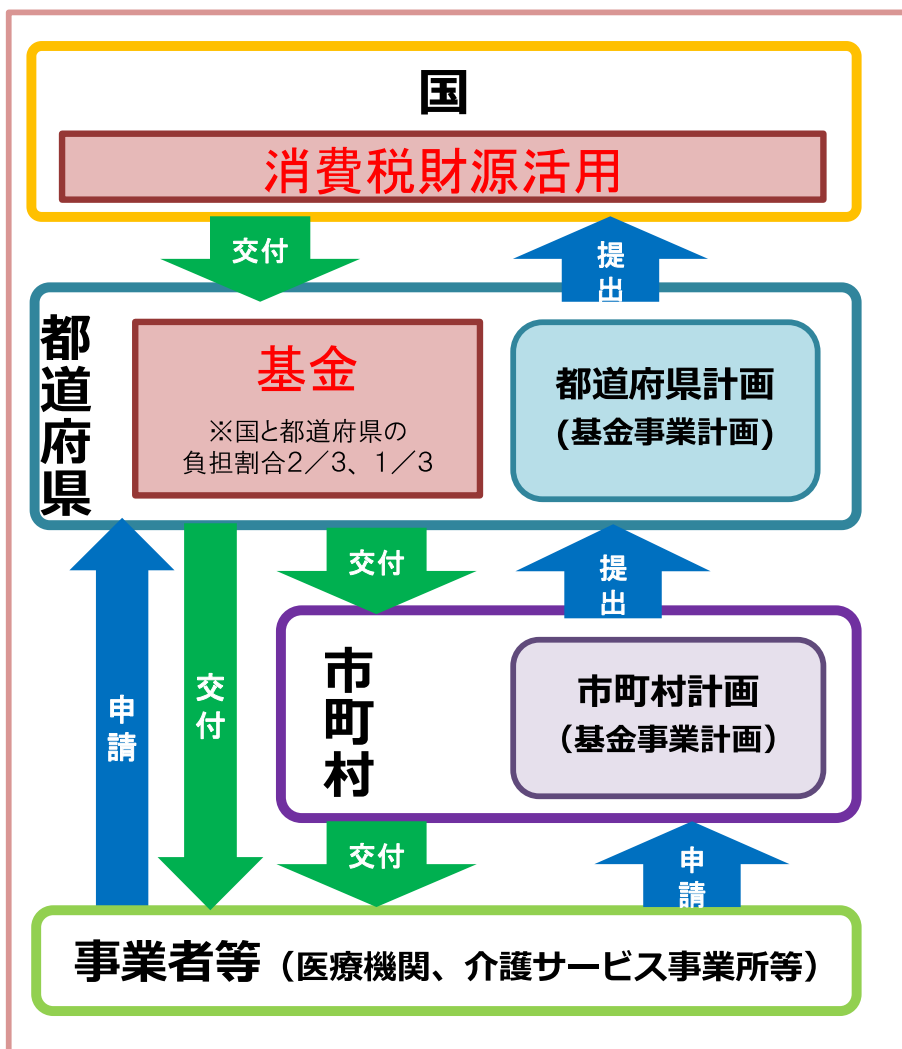 国
消費税財源活用
交付
提出
都道府県
基金
※国と都道府県の
負担割合2／3、1／3
都道府県計画
(基金事業計画)
交付
提出
申請
交付
市町村
市町村計画
（基金事業計画）
交付
申請
事業者等（医療機関、介護サービス事業所等）